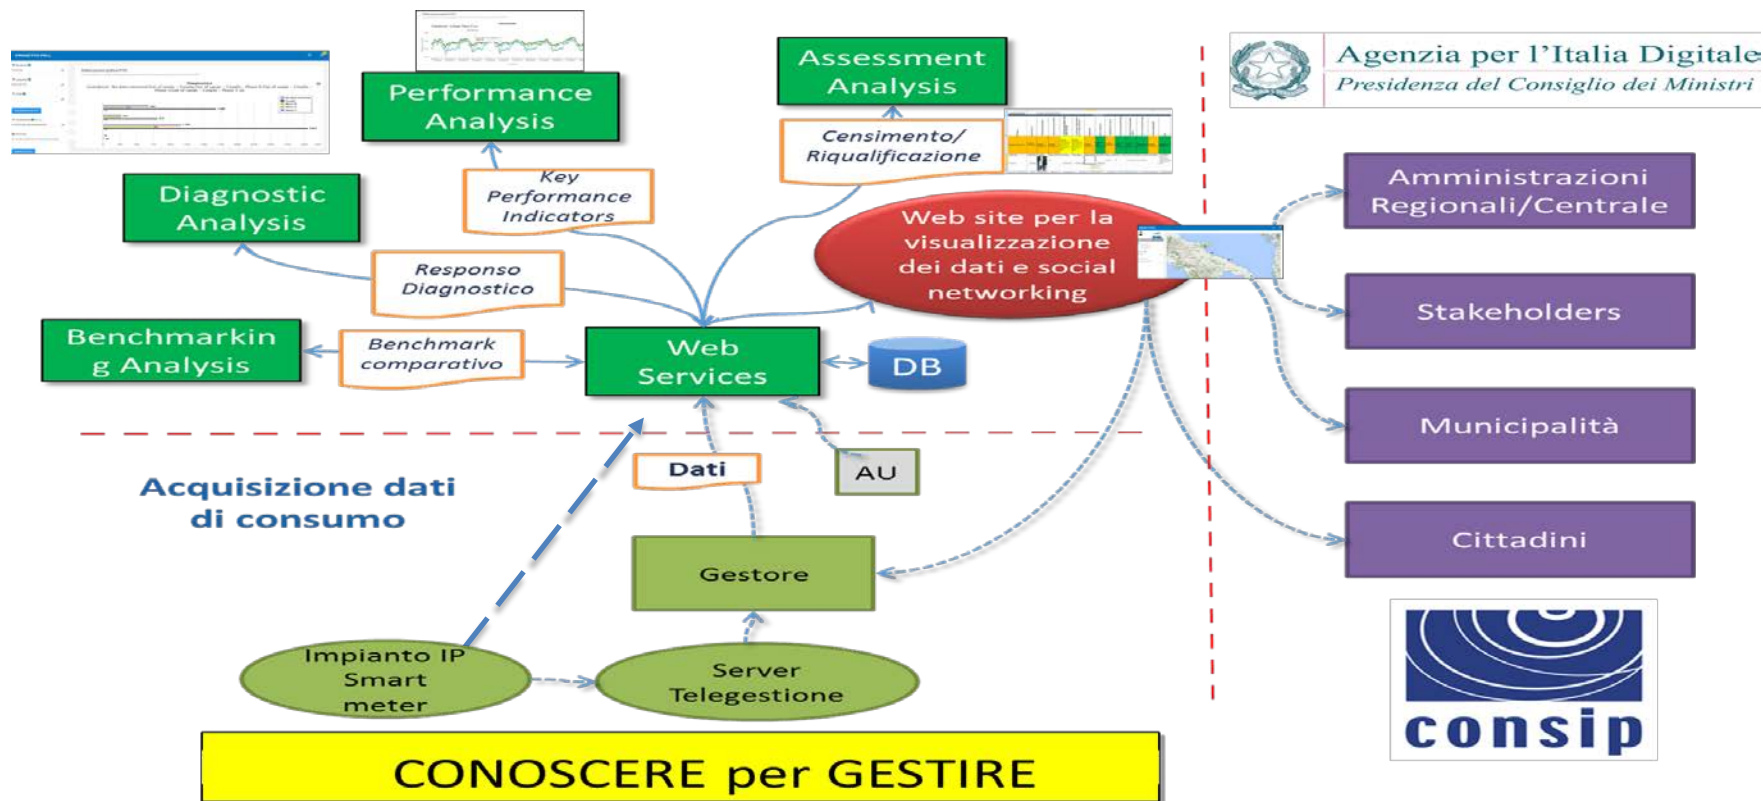 Performance
Analysis
Assessment
Analysis
Agenzia per l'Italia Digitale
Presidenza del Consiglio dei Ministri
Censimento/
Riqualificazione
Key
Performance
Indicators
Diagnostic
Analysis
Amministrazioni
Regionali/Centrale
Web site per la
visualizzazione
dei dati e social
networking
Responso
Diagnostico
Stakeholders
Benchmarkin
g Analysis
Benchmark
comparativo
Web
Services
DB
Municipalità
Acquisizione dati
di consumo
Dati
AU
Cittadini
Gestore
Impianto IP
Smart
meter
Server
Telegestione
consip
CONOSCERE per GESTIRE